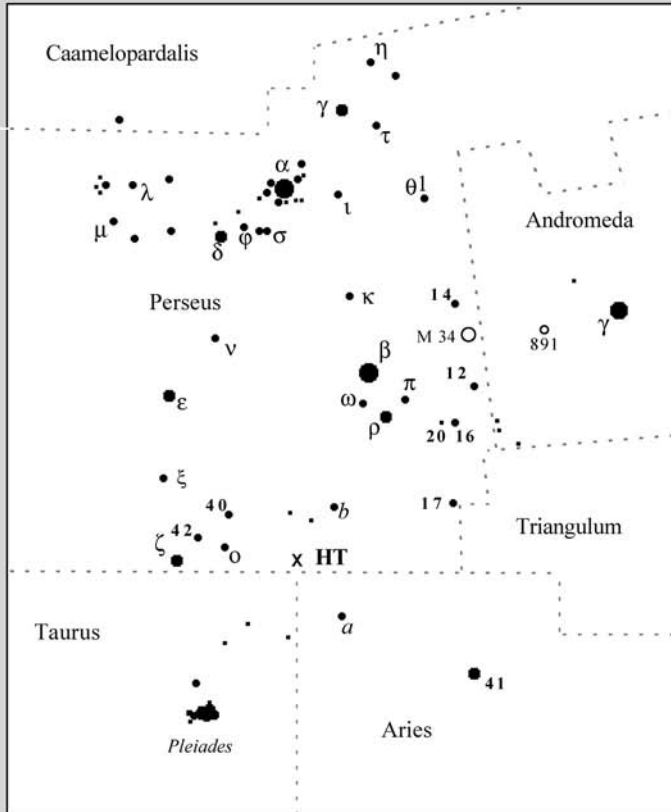 Caamelopardalis
η
γ
τ
α
λ
ι
θ1
μ
δ φ σ
Andromeda
Perseus
κ
14
γ
M 34
891
ν
β
12
ε
ω π
ρ
20 16
ξ
40
b
17
42
Triangulum
ζ
o
x HT
Taurus
a
41
Pleiades
Aries